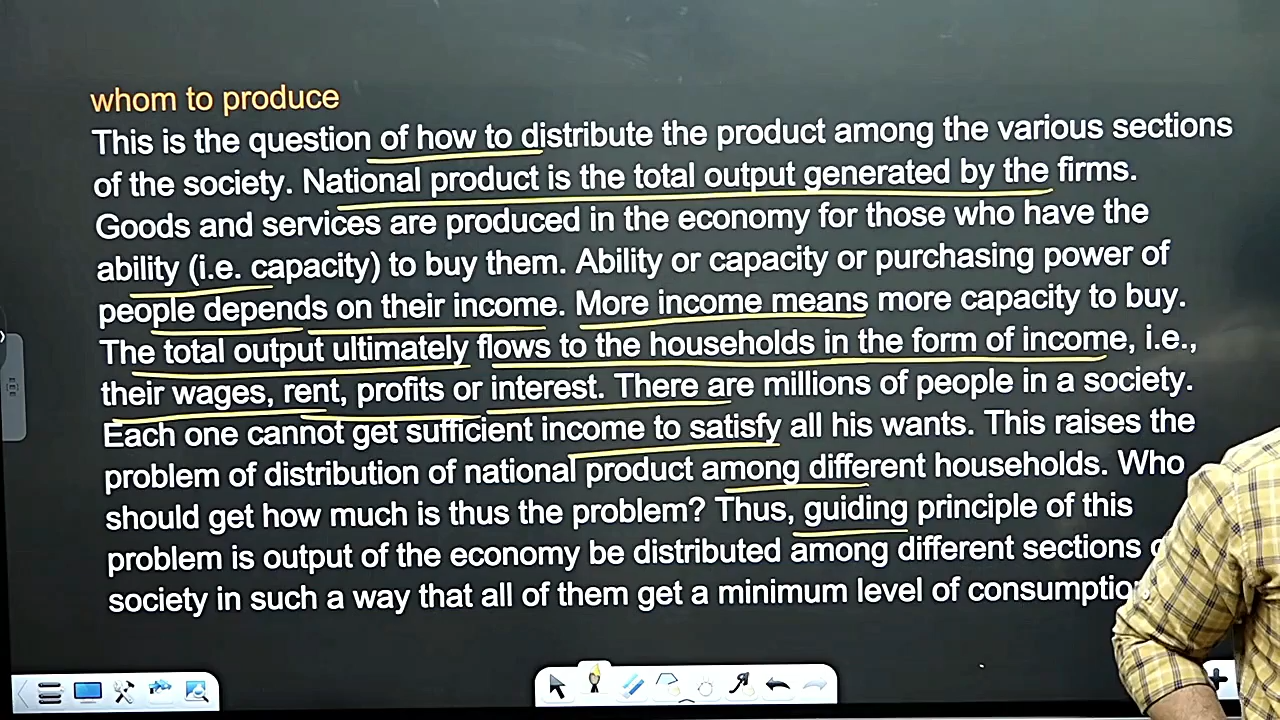 whom to produce
This is the question of how to distribute the product among the various sections
of the society. National product is the total output generated by the firms.
Goods and services are produced in the economy for those who have the
ability (i.e. capacity) to buy them. Ability or capacity or purchasing power of
people depends on their income. More income means more capacity to buy.
The total output ultimately flows to the households in the form of income, i.e.,
their wages, rent, profits or interest. There are millions of people in a society.
Each one cannot get sufficient income to satisfy all his wants. This raises the
problem of distribution of national product among different households. Who
should get how much is thus the problem? Thus, guiding principle of this
problem is output of the economy be distributed among different sections
society in such a way that all of them get a minimum level of consumption